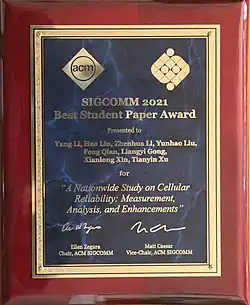 acm
SIGCOMM 2021
Best Student Paper Award
Presented to
Yang Li, Hao Lin, Zhenhua Li, Yunhao Liu,
Feng Qian, Liangyi Gong,
Xianlong Xin, Tianyin Xu
for
"A Nationwide Study on Cellular
Reliability: Measurement,
Analysis, and Enhancements"
Ellen Zegura
Matt Caesar
Chair, ACM SIGCOMM
Vice-Chair, ACM SIGCOMM